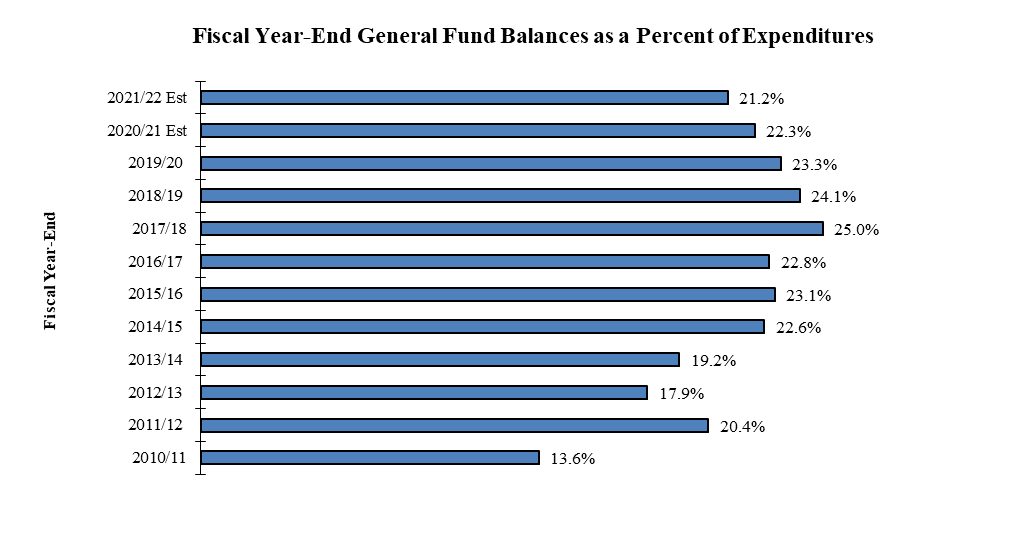 Fiscal Year-End General Fund Balances as a Percent of Expenditures
Fiscal Year-End
2021/22 Est 21.2%
2020/21 Est 22.3%
2019/20 23.3%
2018/19 24.1%
2017/18 25.0%
2016/17 22.8%
2015/16 23.1%
2014/15 22.6%
2013/14 19.2%
2012/13 17.9%
2011/12 20.4%
2010/11 13.6%